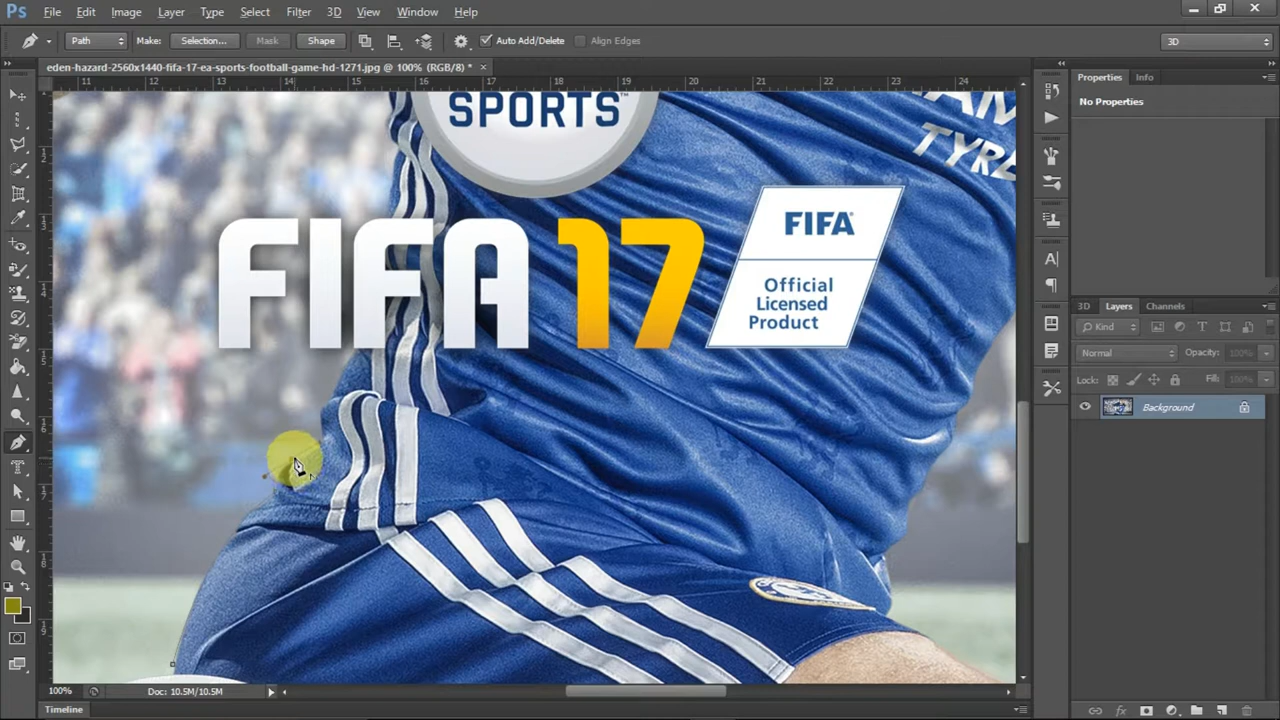 Ps File Edit Image Layer Type Select Filter 3D View Window Help
Path Make: Selection... Mask Shape Auto Add/Delete Align Edges 3D
eden-hazard-2560x1440-fifa-17-ea-sports-football-game-hd-1271.jpg @ 100% (RGB/8) * ×
11 13 14 15 16 17 18 19 20 21 22 23 24
Properties Info
No Properties
SPORTS™
TYRE
FIFA 17
FIFA
Official
Licensed
Product
3D Layers Channels
Kind
Normal Opacity: 100%
Lock: Fill: 100%
Background
100% Doc: 10.5M/10.5M
Timeline